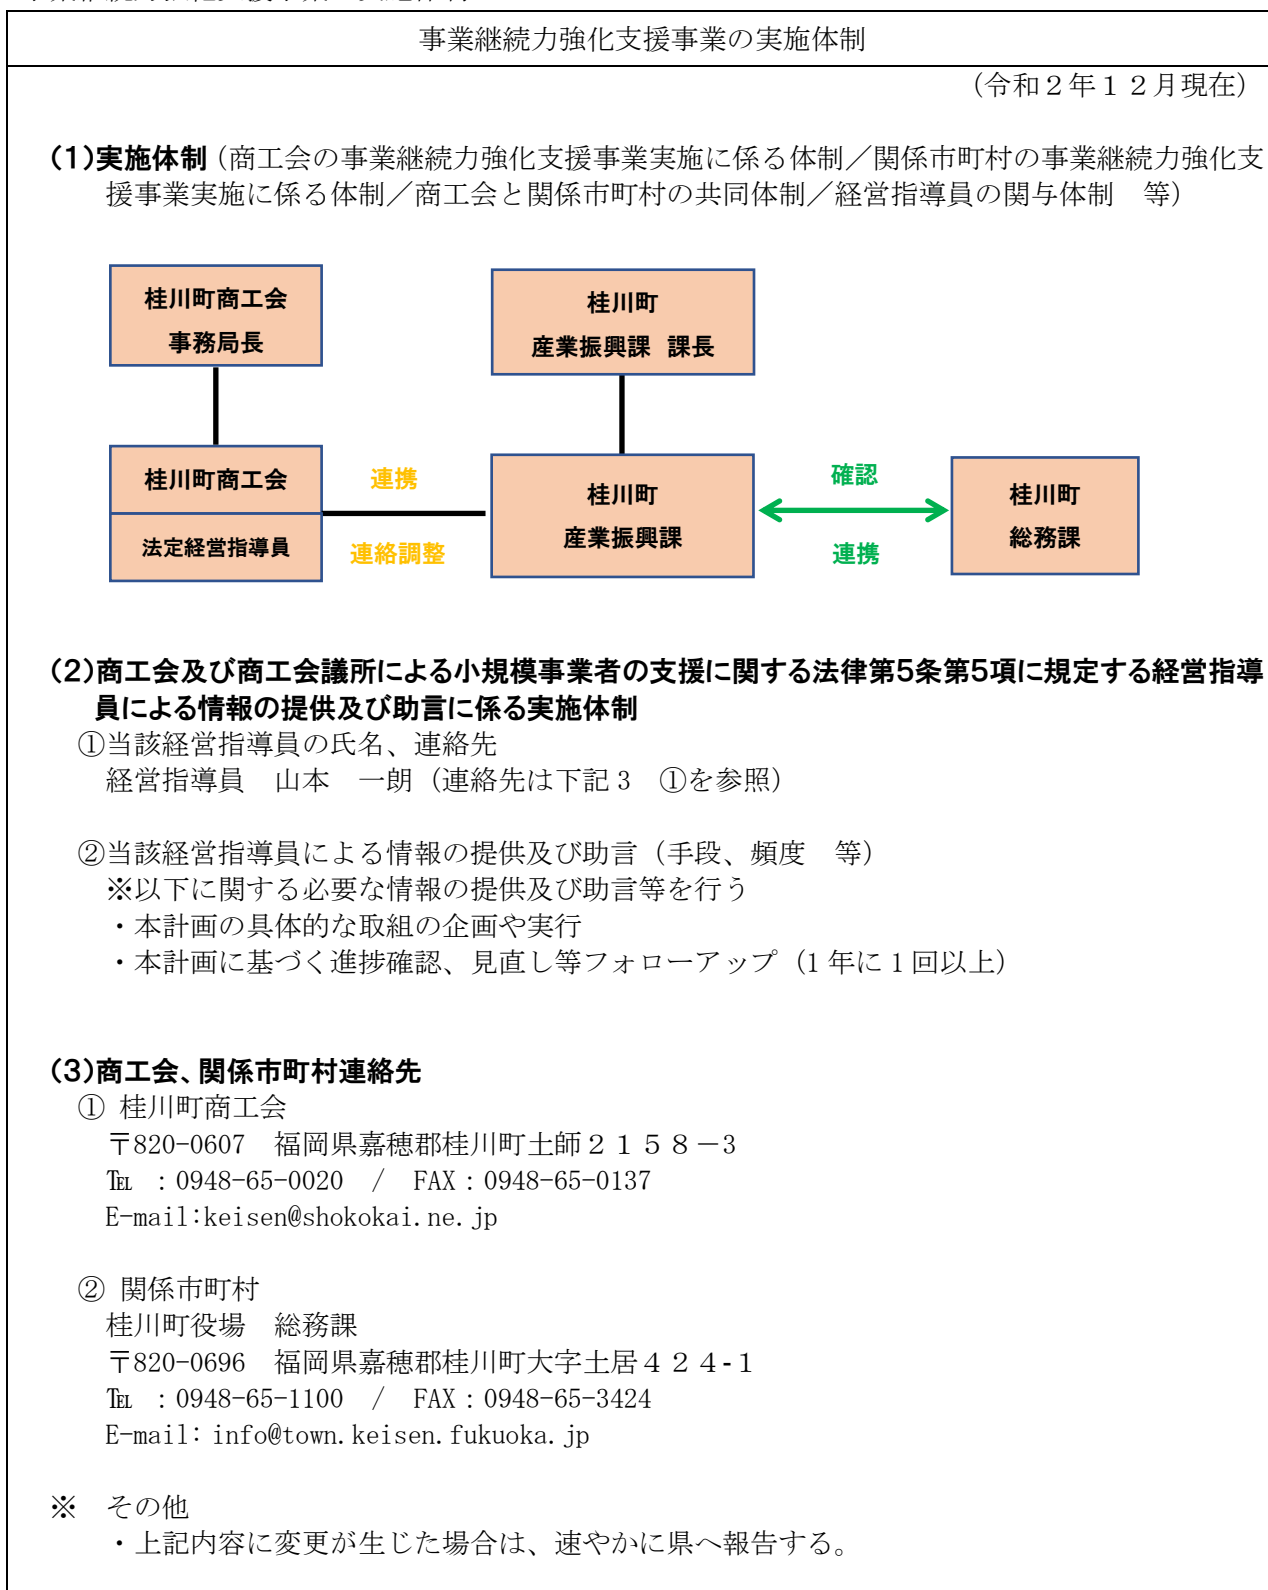 事業継続力強化支援事業の実施体制
（令和２年１２月現在）
（１）実施体制（商工会の事業継続力強化支援事業実施に係る体制／関係市町村の事業継続力強化支
援事業実施に係る体制／商工会と関係市町村の共同体制／経営指導員の関与体制　等）
桂川町商工会
事務局長
桂川町
産業振興課 課長
桂川町商工会
法定経営指導員
連携
連絡調整
桂川町
産業振興課
確認
連携
桂川町
総務課
（２）商工会及び商工会議所による小規模事業者の支援に関する法律第５条第５項に規定する経営指導
員による情報の提供及び助言に係る実施体制
①当該経営指導員の氏名、連絡先
経営指導員　山本　一朗（連絡先は下記３　①を参照）
②当該経営指導員による情報の提供及び助言（手段、頻度　等）
※以下に関する必要な情報の提供及び助言等を行う
・本計画の具体的な取組の企画や実行
・本計画に基づく進捗確認、見直し等フォローアップ（1 年に 1 回以上）
（３）商工会、関係市町村連絡先
① 桂川町商工会
〒820-0607　福岡県嘉穂郡桂川町土師２１５８－3
℡ ：0948-65-0020　/　FAX：0948-65-0137
E-mail:keisen@shokokai.ne.jp
② 関係市町村
桂川町役場　総務課
〒820-0696　福岡県嘉穂郡桂川町大字土居４２４-１
℡ ：0948-65-1100　/　FAX：0948-65-3424
E-mail: info@town.keisen.fukuoka.jp
※　その他
・上記内容に変更が生じた場合は、速やかに県へ報告する。